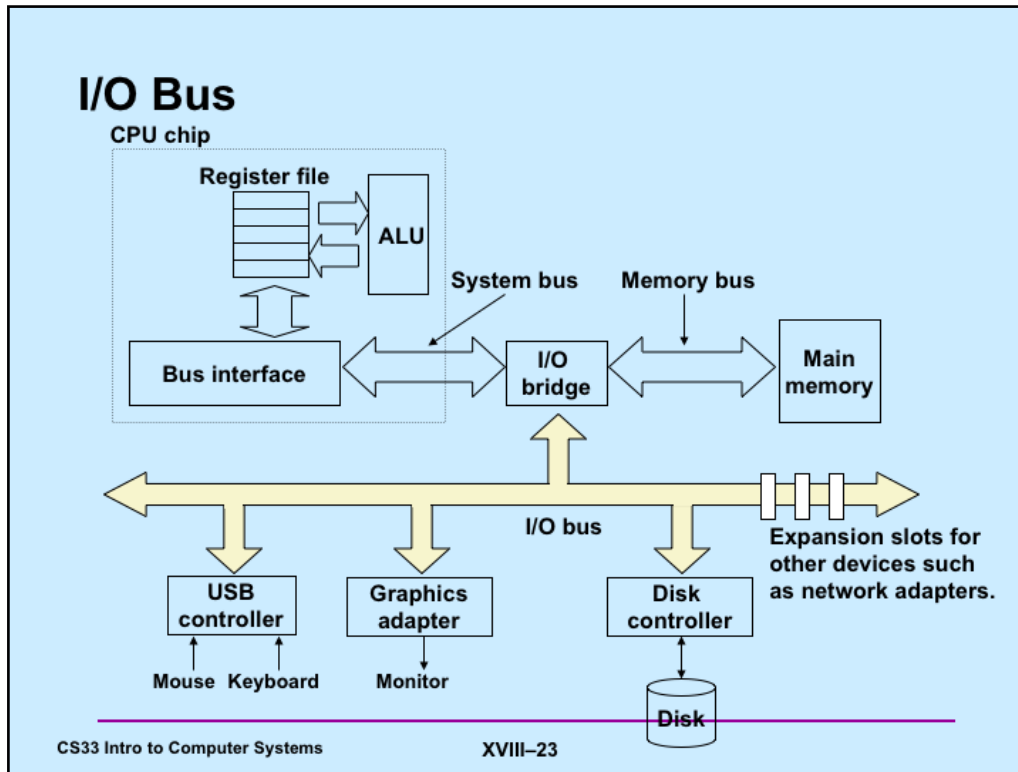 I/O Bus
CPU chip
Register file
ALU
System bus
Memory bus
Bus interface
I/O
bridge
Main
memory
I/O bus
Expansion slots for
other devices such
as network adapters.
USB
controller
Graphics
adapter
Disk
controller
Mouse
Keyboard
Monitor
Disk
CS33 Intro to Computer Systems
XVIII–23